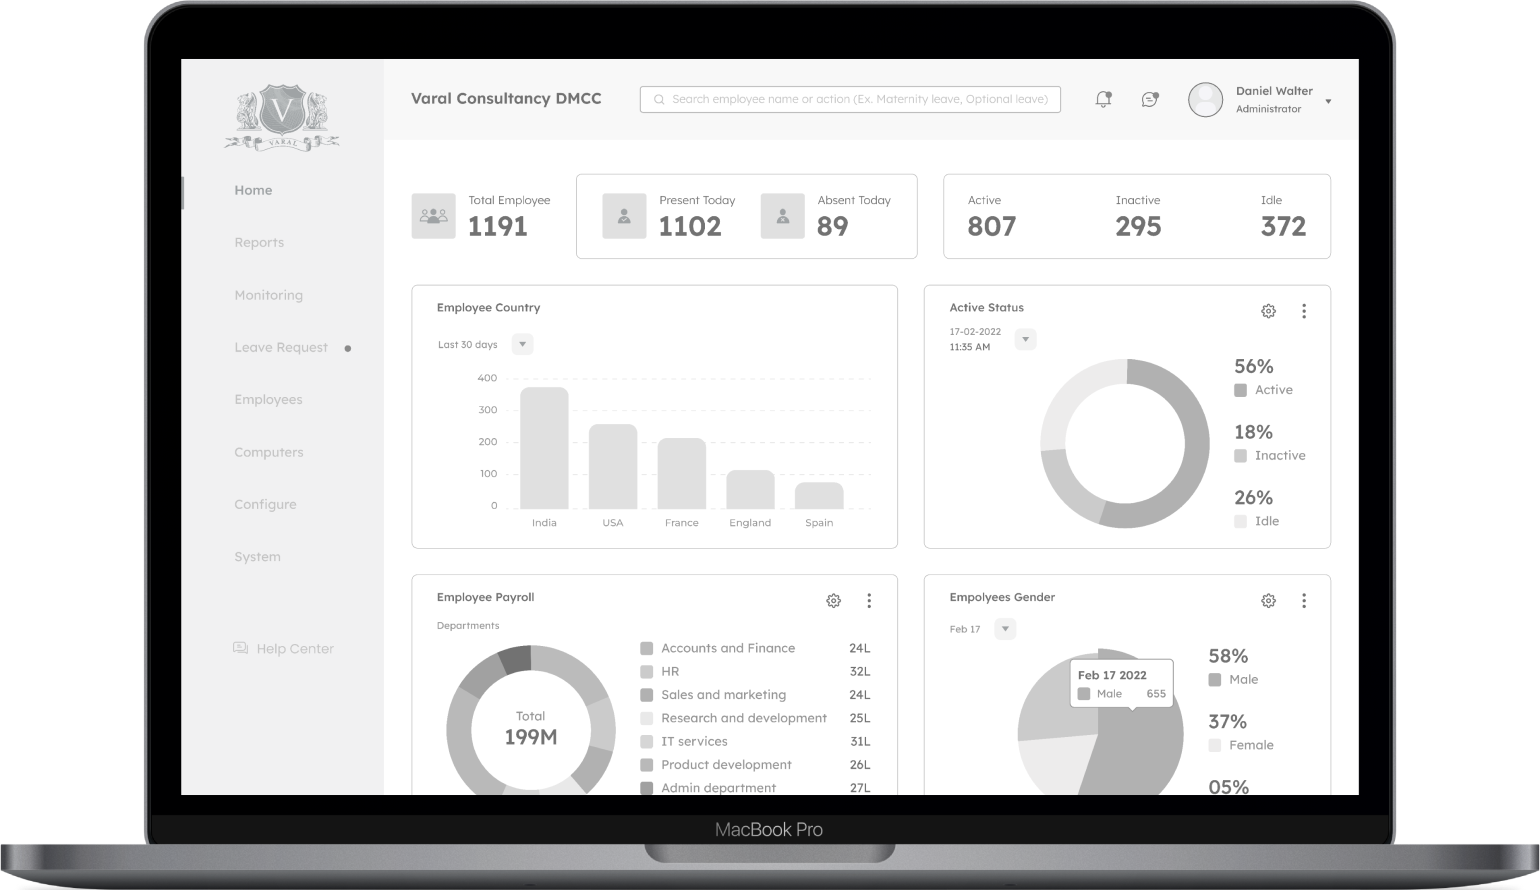 V
VARAL
Varal Consultancy DMCC
Search employee name or action (Ex. Maternity leave, Optional leave)
Daniel Walter
Administrator
Home
Reports
Monitoring
Leave Request
Employees
Computers
Configure
System
Help Center
Total Employee
1191
Present Today
1102
Absent Today
89
Active
807
Inactive
295
Idle
372
Employee Country
Last 30 days
400
300
200
100
0
India
USA
France
England
Spain
Active Status
17-02-2022
11:35 AM
56%
Active
18%
Inactive
26%
Idle
Employee Payroll
Departments
Total
199M
Accounts and Finance 24L
HR 32L
Sales and marketing 24L
Research and development 25L
IT services 31L
Product development 26L
Admin department 27L
Empolyees Gender
Feb 17
Feb 17 2022
Male 655
58%
Male
37%
Female
05%
MacBook Pro